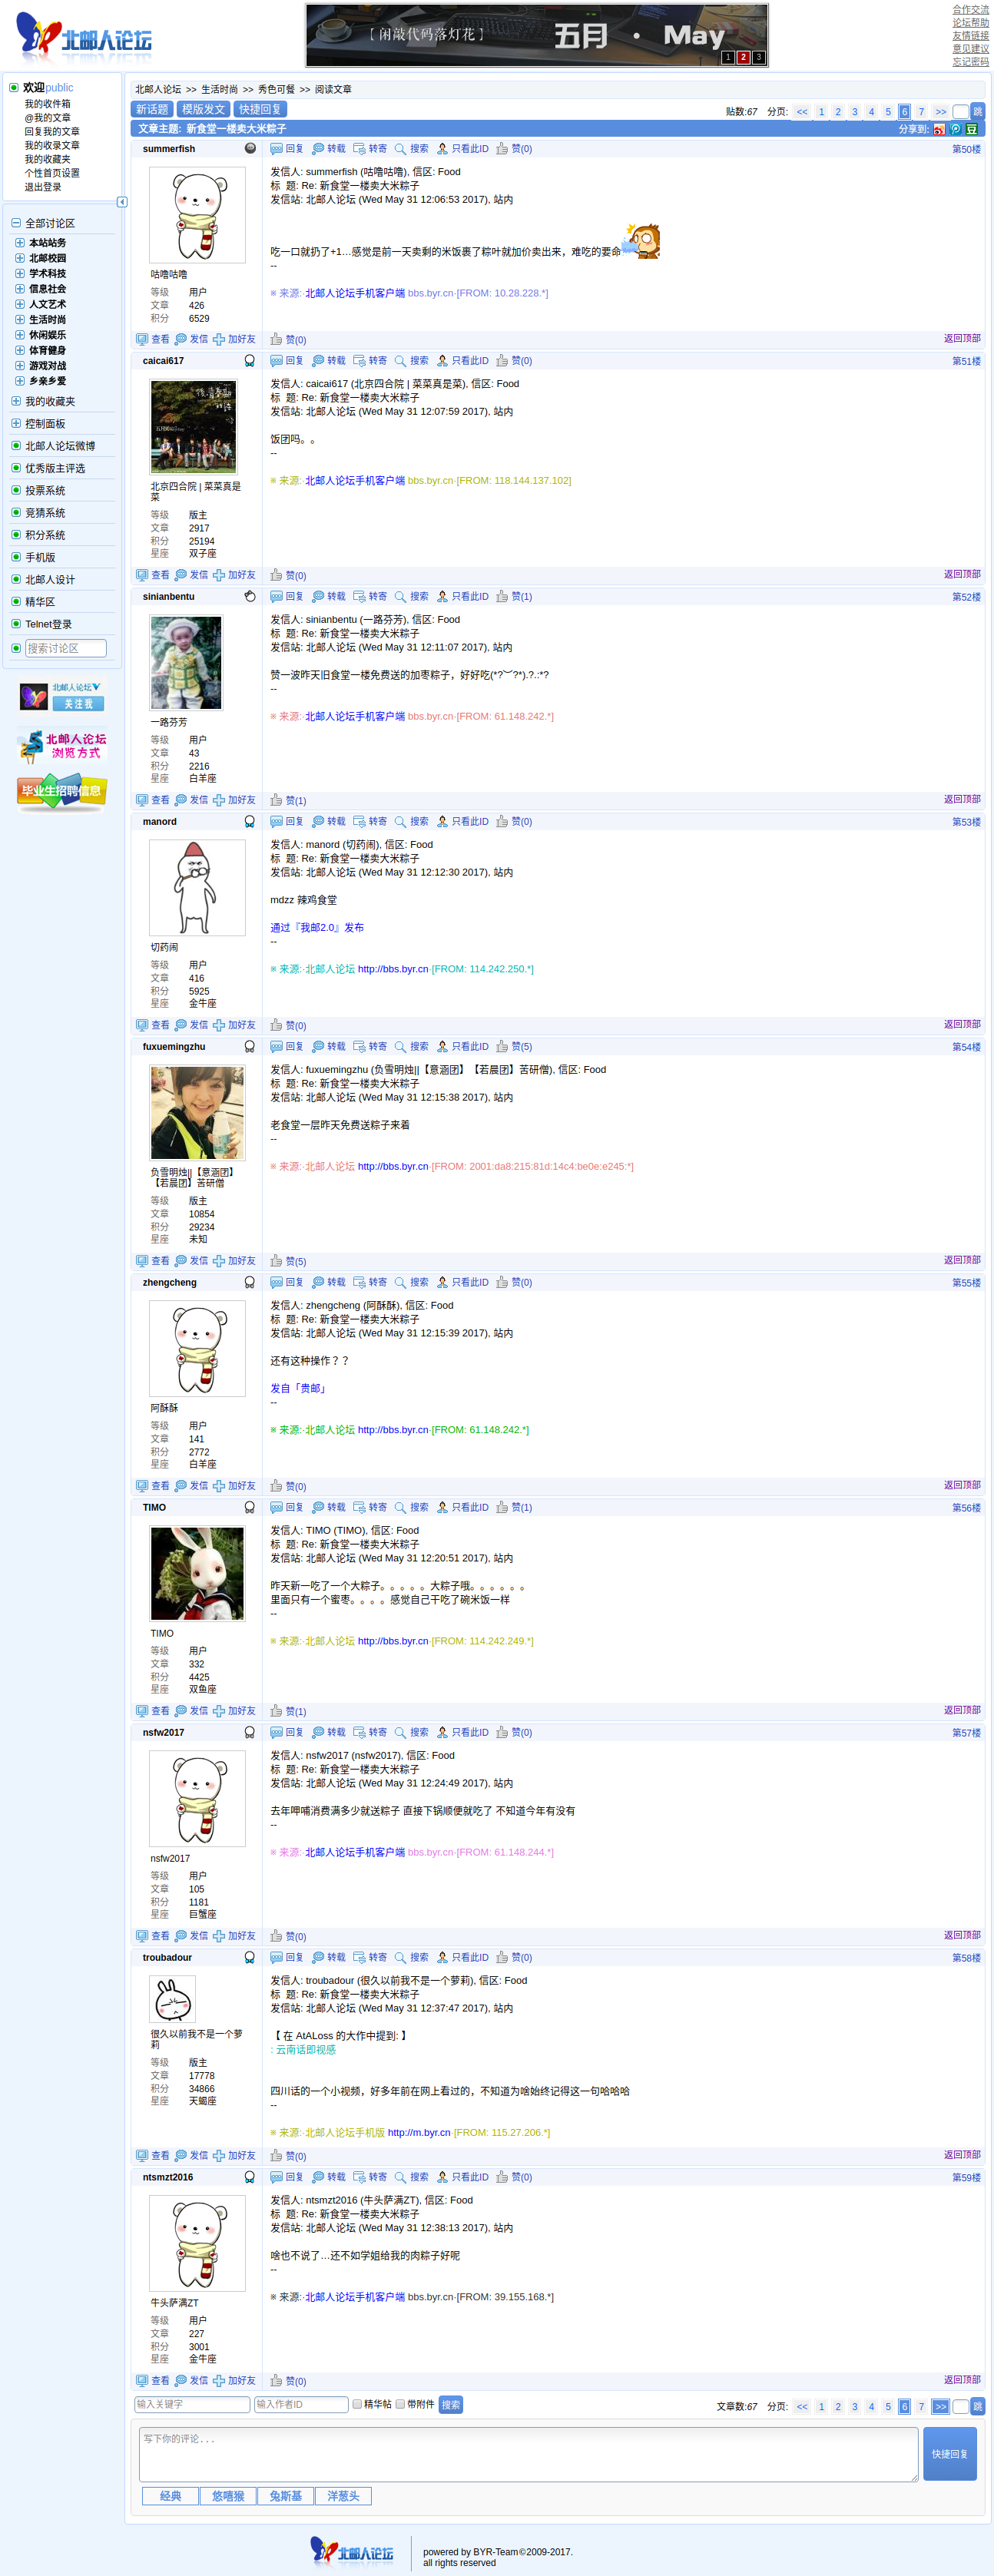 北邮人论坛
【 闲敲代码落灯花 】
五月 · May
1 2 3
合作交流
论坛帮助
友情链接
意见建议
忘记密码
欢迎public
我的收件箱
@我的文章
回复我的文章
我的收录文章
我的收藏夹
个性首页设置
退出登录
全部讨论区
本站站务
北邮校园
学术科技
信息社会
人文艺术
生活时尚
休闲娱乐
体育健身
游戏对战
乡亲乡爱
我的收藏夹
控制面板
北邮人论坛微博
优秀版主评选
投票系统
竞猜系统
积分系统
手机版
北邮人设计
精华区
Telnet登录
搜索讨论区
北邮人论坛
关注我
北邮人论坛
浏览方式
毕业生招聘信息
北邮人论坛 >> 生活时尚 >> 秀色可餐 >> 阅读文章
新话题 模版发文 快捷回复
贴数:67 分页: << 1 2 3 4 5 6 7 >> 跳
文章主题: 新食堂一楼卖大米粽子
分享到:
summerfish
回复 转载 转寄 搜索 只看此ID 赞(0) 第50楼
咕噜咕噜
等级 用户
文章 426
积分 6529
发信人: summerfish (咕噜咕噜), 信区: Food
标 题: Re: 新食堂一楼卖大米粽子
发信站: 北邮人论坛 (Wed May 31 12:06:53 2017), 站内
吃一口就扔了+1…感觉是前一天卖剩的米饭裹了粽叶就加价卖出来，难吃的要命
--
※ 来源:·北邮人论坛手机客户端 bbs.byr.cn·[FROM: 10.28.228.*]
查看 发信 加好友 赞(0) 返回顶部
caicai617
回复 转载 转寄 搜索 只看此ID 赞(0) 第51楼
北京四合院 | 菜菜真是菜
等级 版主
文章 2917
积分 25194
星座 双子座
发信人: caicai617 (北京四合院 | 菜菜真是菜), 信区: Food
标 题: Re: 新食堂一楼卖大米粽子
发信站: 北邮人论坛 (Wed May 31 12:07:59 2017), 站内
饭团吗。。
--
※ 来源:·北邮人论坛手机客户端 bbs.byr.cn·[FROM: 118.144.137.102]
查看 发信 加好友 赞(0) 返回顶部
sinianbentu
回复 转载 转寄 搜索 只看此ID 赞(1) 第52楼
一路芬芳
等级 用户
文章 43
积分 2216
星座 白羊座
发信人: sinianbentu (一路芬芳), 信区: Food
标 题: Re: 新食堂一楼卖大米粽子
发信站: 北邮人论坛 (Wed May 31 12:11:07 2017), 站内
赞一波昨天旧食堂一楼免费送的加枣粽子，好好吃(*?︶?*).?.:*?
--
※ 来源:·北邮人论坛手机客户端 bbs.byr.cn·[FROM: 61.148.242.*]
查看 发信 加好友 赞(1) 返回顶部
manord
回复 转载 转寄 搜索 只看此ID 赞(0) 第53楼
切药闹
等级 用户
文章 416
积分 5925
星座 金牛座
发信人: manord (切药闹), 信区: Food
标 题: Re: 新食堂一楼卖大米粽子
发信站: 北邮人论坛 (Wed May 31 12:12:30 2017), 站内
mdzz 辣鸡食堂
通过『我邮2.0』发布
--
※ 来源:·北邮人论坛 http://bbs.byr.cn·[FROM: 114.242.250.*]
查看 发信 加好友 赞(0) 返回顶部
fuxuemingzhu
回复 转载 转寄 搜索 只看此ID 赞(5) 第54楼
负雪明烛||【意涵团】【若晨团】苦研僧
等级 版主
文章 10854
积分 29234
星座 未知
发信人: fuxuemingzhu (负雪明烛||【意涵团】【若晨团】苦研僧), 信区: Food
标 题: Re: 新食堂一楼卖大米粽子
发信站: 北邮人论坛 (Wed May 31 12:15:38 2017), 站内
老食堂一层昨天免费送粽子来着
--
※ 来源:·北邮人论坛 http://bbs.byr.cn·[FROM: 2001:da8:215:81d:14c4:be0e:e245:*]
查看 发信 加好友 赞(5) 返回顶部
zhengcheng
回复 转载 转寄 搜索 只看此ID 赞(0) 第55楼
阿酥酥
等级 用户
文章 141
积分 2772
星座 白羊座
发信人: zhengcheng (阿酥酥), 信区: Food
标 题: Re: 新食堂一楼卖大米粽子
发信站: 北邮人论坛 (Wed May 31 12:15:39 2017), 站内
还有这种操作？？
发自「贵邮」
--
※ 来源:·北邮人论坛 http://bbs.byr.cn·[FROM: 61.148.242.*]
查看 发信 加好友 赞(0) 返回顶部
TIMO
回复 转载 转寄 搜索 只看此ID 赞(1) 第56楼
TIMO
等级 用户
文章 332
积分 4425
星座 双鱼座
发信人: TIMO (TIMO), 信区: Food
标 题: Re: 新食堂一楼卖大米粽子
发信站: 北邮人论坛 (Wed May 31 12:20:51 2017), 站内
昨天新一吃了一个大粽子。。。。。大粽子哦。。。。。。
里面只有一个蜜枣。。。。感觉自己干吃了碗米饭一样
--
※ 来源:·北邮人论坛 http://bbs.byr.cn·[FROM: 114.242.249.*]
查看 发信 加好友 赞(1) 返回顶部
nsfw2017
回复 转载 转寄 搜索 只看此ID 赞(0) 第57楼
nsfw2017
等级 用户
文章 105
积分 1181
星座 巨蟹座
发信人: nsfw2017 (nsfw2017), 信区: Food
标 题: Re: 新食堂一楼卖大米粽子
发信站: 北邮人论坛 (Wed May 31 12:24:49 2017), 站内
去年呷哺消费满多少就送粽子 直接下锅顺便就吃了 不知道今年有没有
--
※ 来源:·北邮人论坛手机客户端 bbs.byr.cn·[FROM: 61.148.244.*]
查看 发信 加好友 赞(0) 返回顶部
troubadour
回复 转载 转寄 搜索 只看此ID 赞(0) 第58楼
很久以前我不是一个萝莉
等级 版主
文章 17778
积分 34866
星座 天蝎座
发信人: troubadour (很久以前我不是一个萝莉), 信区: Food
标 题: Re: 新食堂一楼卖大米粽子
发信站: 北邮人论坛 (Wed May 31 12:37:47 2017), 站内
【 在 AtALoss 的大作中提到: 】
: 云南话即视感
四川话的一个小视频，好多年前在网上看过的，不知道为啥始终记得这一句哈哈哈
--
※ 来源:·北邮人论坛手机版 http://m.byr.cn·[FROM: 115.27.206.*]
查看 发信 加好友 赞(0) 返回顶部
ntsmzt2016
回复 转载 转寄 搜索 只看此ID 赞(0) 第59楼
牛头萨满ZT
等级 用户
文章 227
积分 3001
星座 金牛座
发信人: ntsmzt2016 (牛头萨满ZT), 信区: Food
标 题: Re: 新食堂一楼卖大米粽子
发信站: 北邮人论坛 (Wed May 31 12:38:13 2017), 站内
啥也不说了…还不如学姐给我的肉粽子好呢
--
※ 来源:·北邮人论坛手机客户端 bbs.byr.cn·[FROM: 39.155.168.*]
查看 发信 加好友 赞(0) 返回顶部
输入关键字 输入作者ID 精华帖 带附件 搜索
文章数:67 分页: << 1 2 3 4 5 6 7 >> 跳
写下你的评论...
快捷回复
经典 悠嘻猴 兔斯基 洋葱头
北邮人论坛
powered by BYR-Team©2009-2017.
all rights reserved